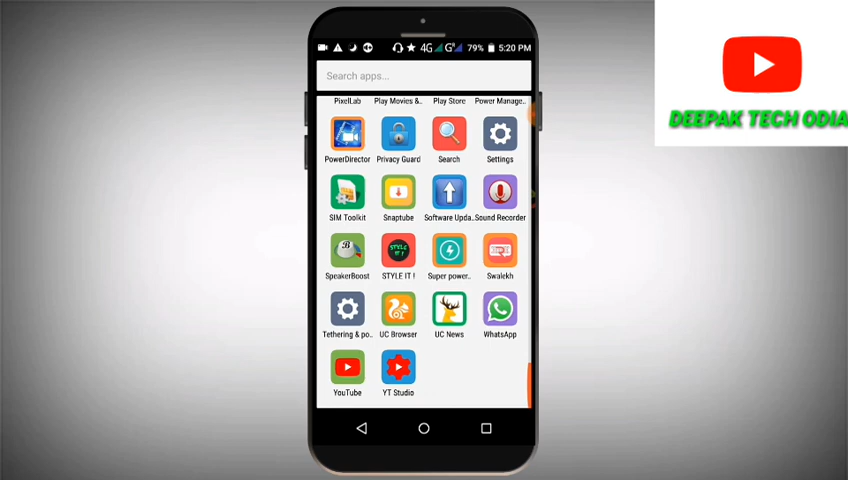 4G G 79% 5:20 PM
Search apps...
PixelLab Play Movies &.. Play Store Power Manage..
PowerDirector Privacy Guard Search Settings
SIM Toolkit Snaptube Software Upda.. Sound Recorder
B STYLE IT !
SpeakerBoost STYLE IT ! Super power.. Swalekh
Tethering & po.. UC Browser UC News WhatsApp
YouTube YT Studio
DEEPAK TECH ODIA